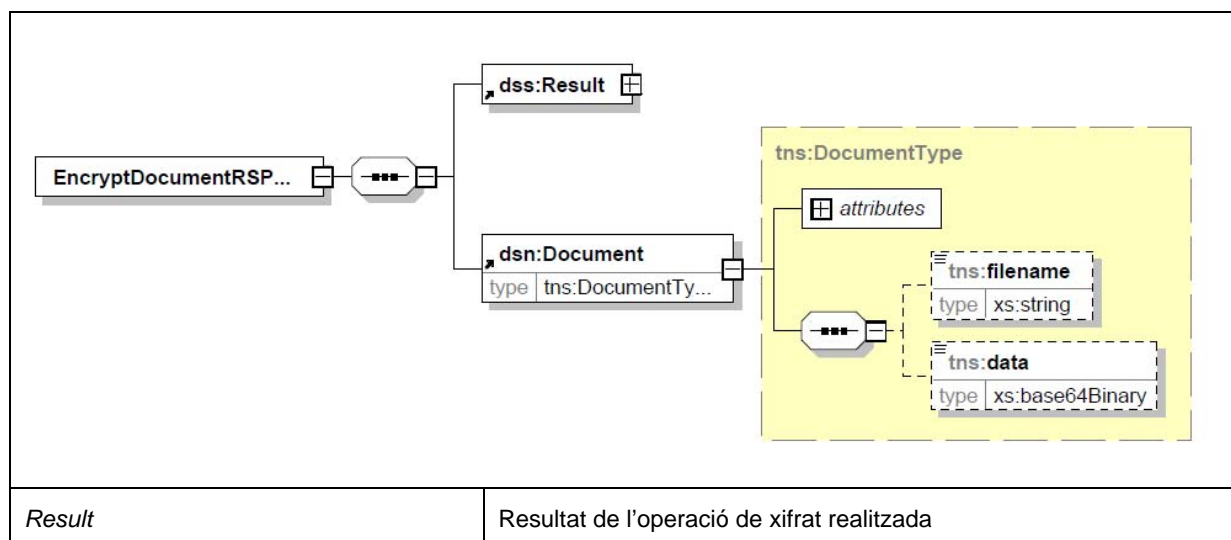 dss:Result
tns:DocumentType
EncryptDocumentRSP...
attributes
dsn:Document
type tns:DocumentTy...
tns:filename
type xs:string
tns:data
type xs:base64Binary
Result Resultat de l’operació de xifrat realitzada